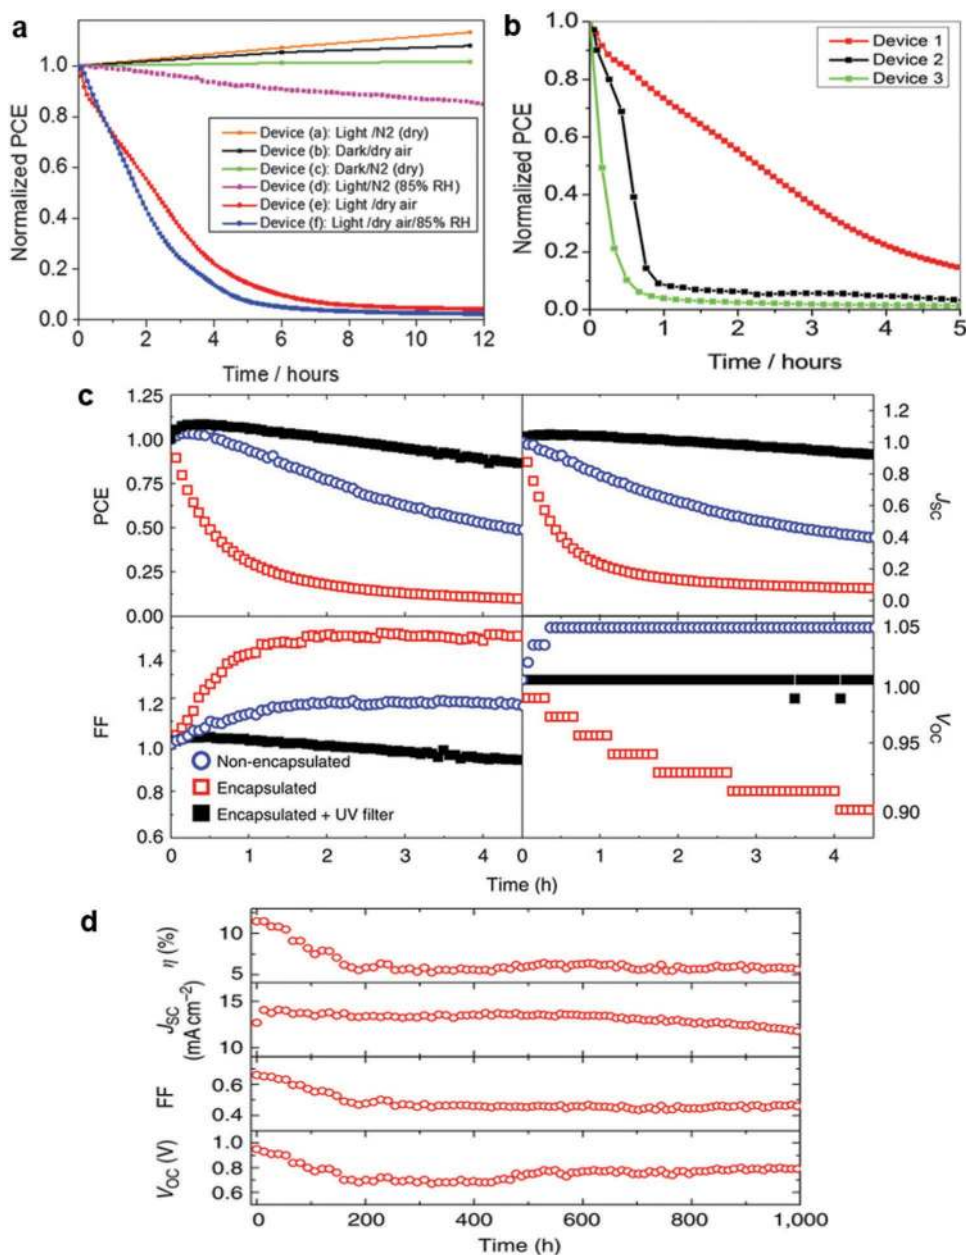 a
Normalized PCE
1.0
0.8
0.6
0.4
0.2
0.0
Device (a): Light /N2 (dry)
Device (b): Dark/dry air
Device (c): Dark/N2 (dry)
Device (d): Light/N2 (85% RH)
Device (e): Light /dry air
Device (f): Light /dry air/85% RH
0 2 4 6 8 10 12
Time / hours
b
Normalized PCE
1.0
0.8
0.6
0.4
0.2
0.0
Device 1
Device 2
Device 3
0 1 2 3 4 5
Time / hours
c
PCE
1.25
1.00
0.75
0.50
0.25
0.00
1.2
1.0
0.8
0.6
0.4
0.2
0.0
JSC
FF
1.4
1.2
1.0
0.8
0.6
Non-encapsulated
Encapsulated
Encapsulated + UV filter
1.05
1.00
0.95
0.90
VOC
0 1 2 3 4 0 1 2 3 4
Time (h)
d
η (%)
10
5
JSC
(mA cm−2)
15
10
FF
0.6
0.4
VOC (V)
1.0
0.8
0.6
0 200 400 600 800 1,000
Time (h)